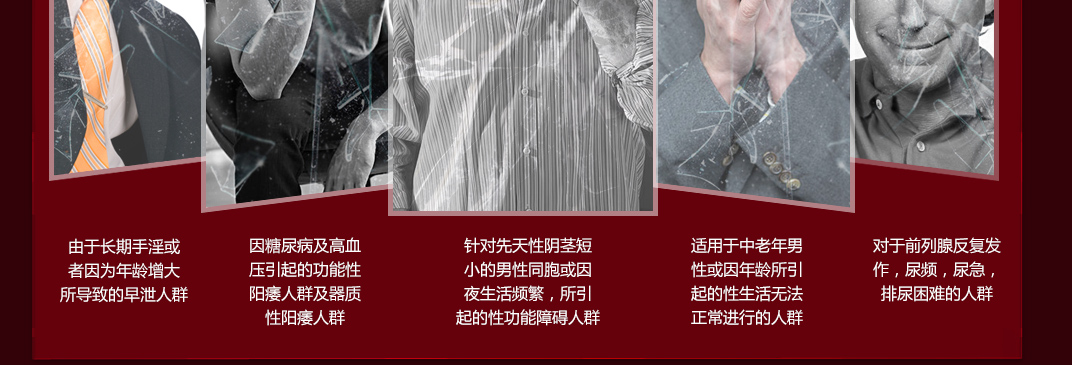 由于长期手淫或
者因为年龄增大
所导致的早泄人群
因糖尿病及高血
压引起的功能性
阳痿人群及器质
性阳痿人群
针对先天性阴茎短
小的男性同胞或因
夜生活频繁，所引
起的性功能障碍人群
适用于中老年男
性或因年龄所引
起的性生活无法
正常进行的人群
对于前列腺反复发
作，尿频，尿急，
排尿困难的人群